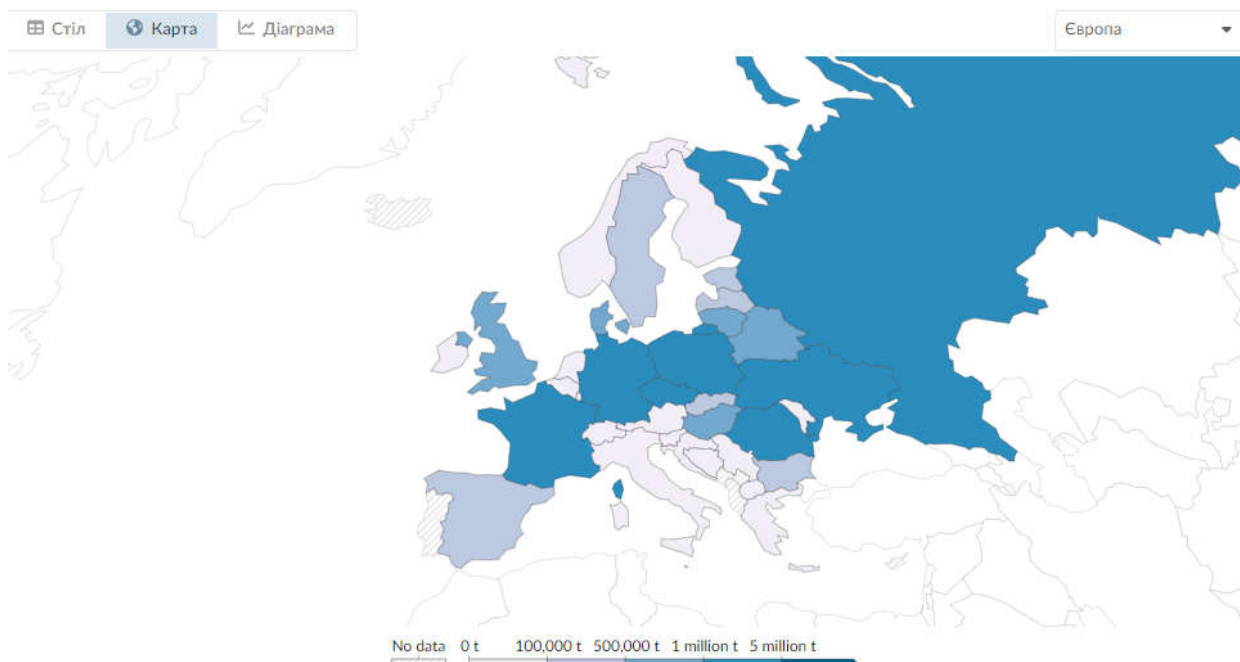 Стіл Карта Діаграма Європа
No data 0 t 100,000 t 500,000 t 1 million t 5 million t